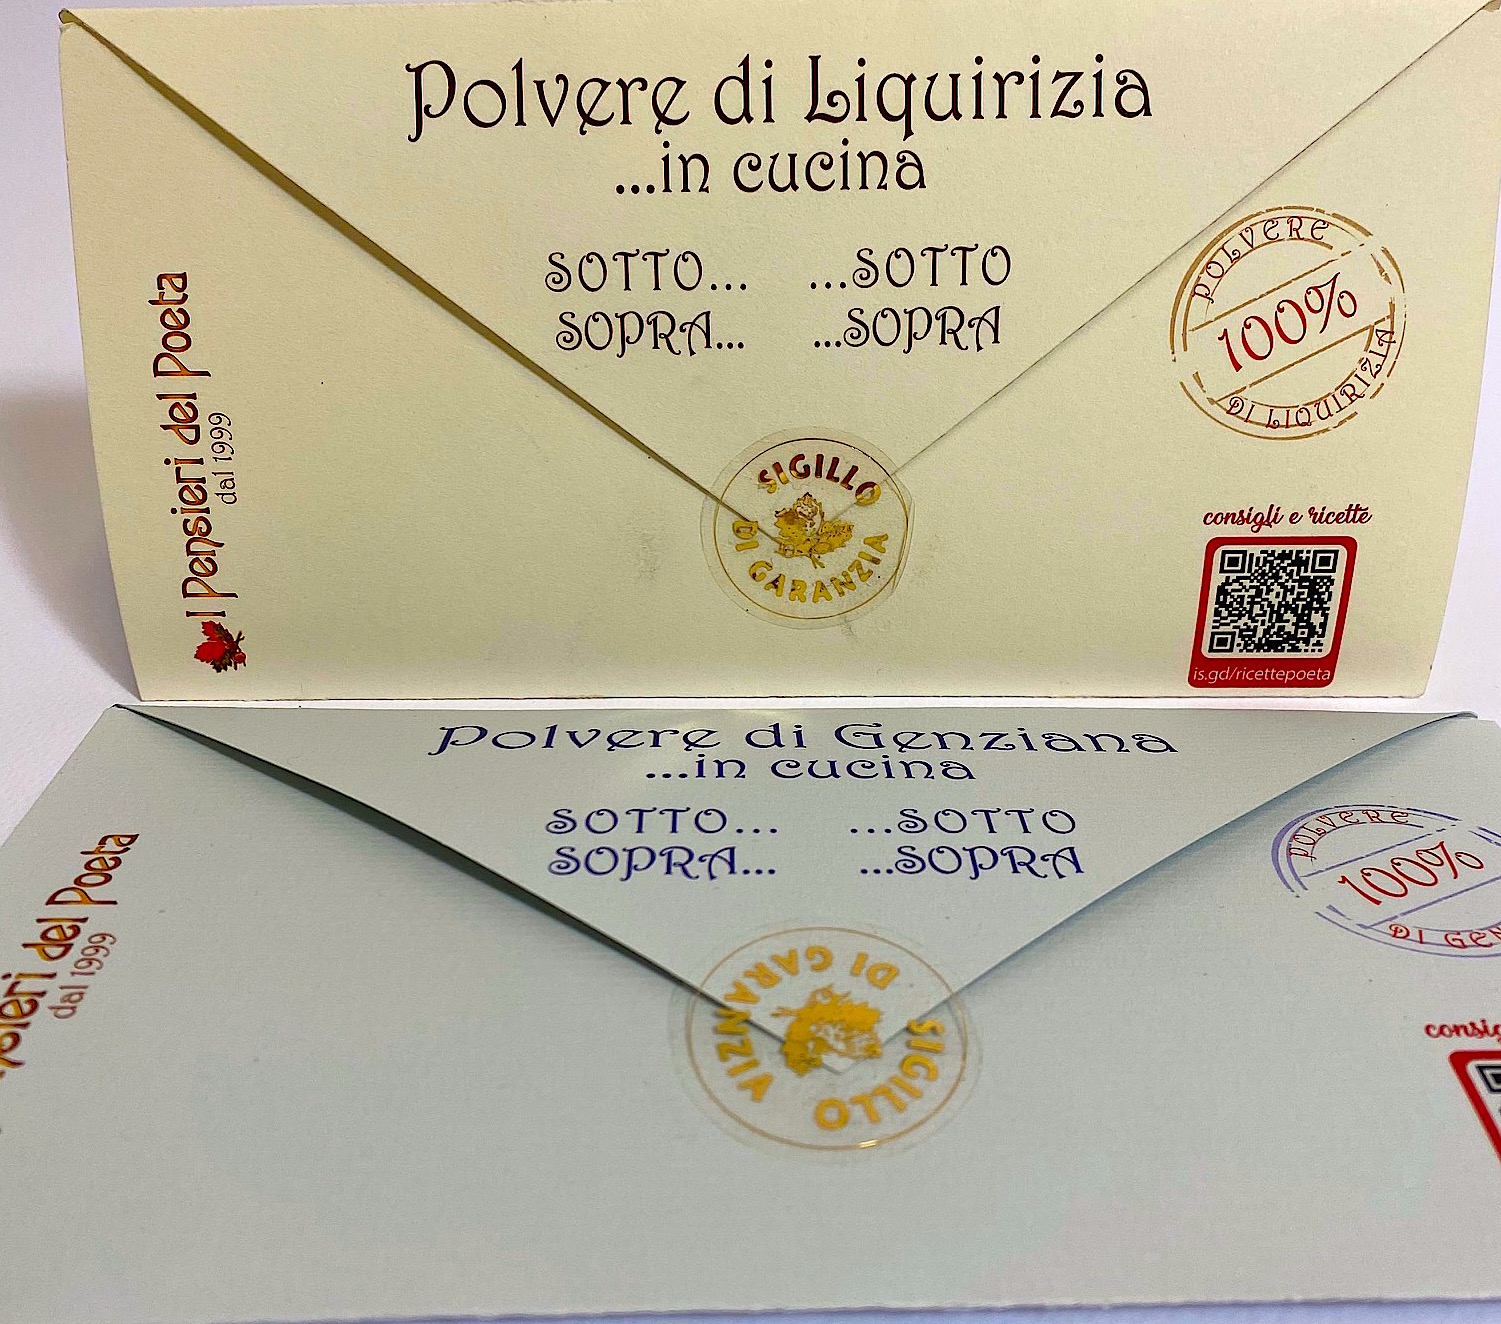 Polvere di Liquirizia
...in cucina
SOTTO... ...SOTTO
SOPRA... ...SOPRA
I Pensieri del Poeta
dal 1999
POLVERE
100%
DI LIQUIRIZIA
SIGILLO
DI GARANZIA
consigli e ricette
is.gd/ricettepoeta
Polvere di Genziana
...in cucina
SOTTO... ...SOTTO
SOPRA... ...SOPRA
del Poeta
dal 1999
POLVERE
100%
DI
SIGILLO
DI GARANZIA